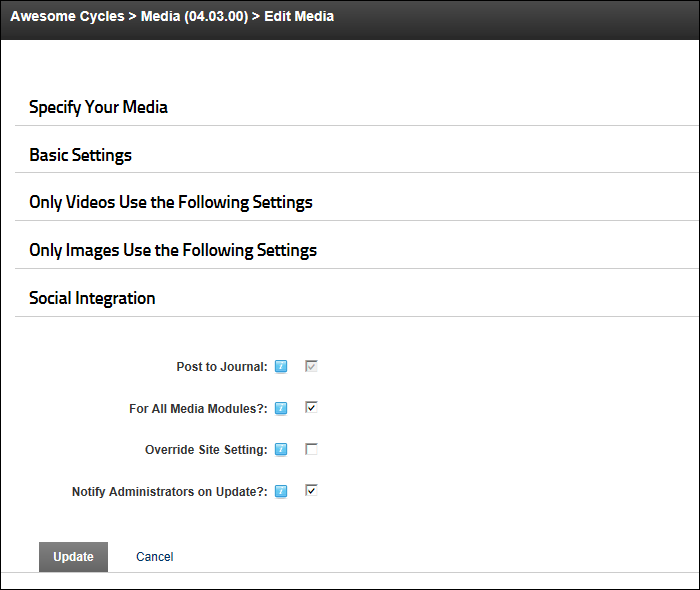 Awesome Cycles > Media (04.03.00) > Edit Media
Specify Your Media
Basic Settings
Only Videos Use the Following Settings
Only Images Use the Following Settings
Social Integration
Post to Journal:
For All Media Modules?:
Override Site Setting:
Notify Administrators on Update?:
Update Cancel